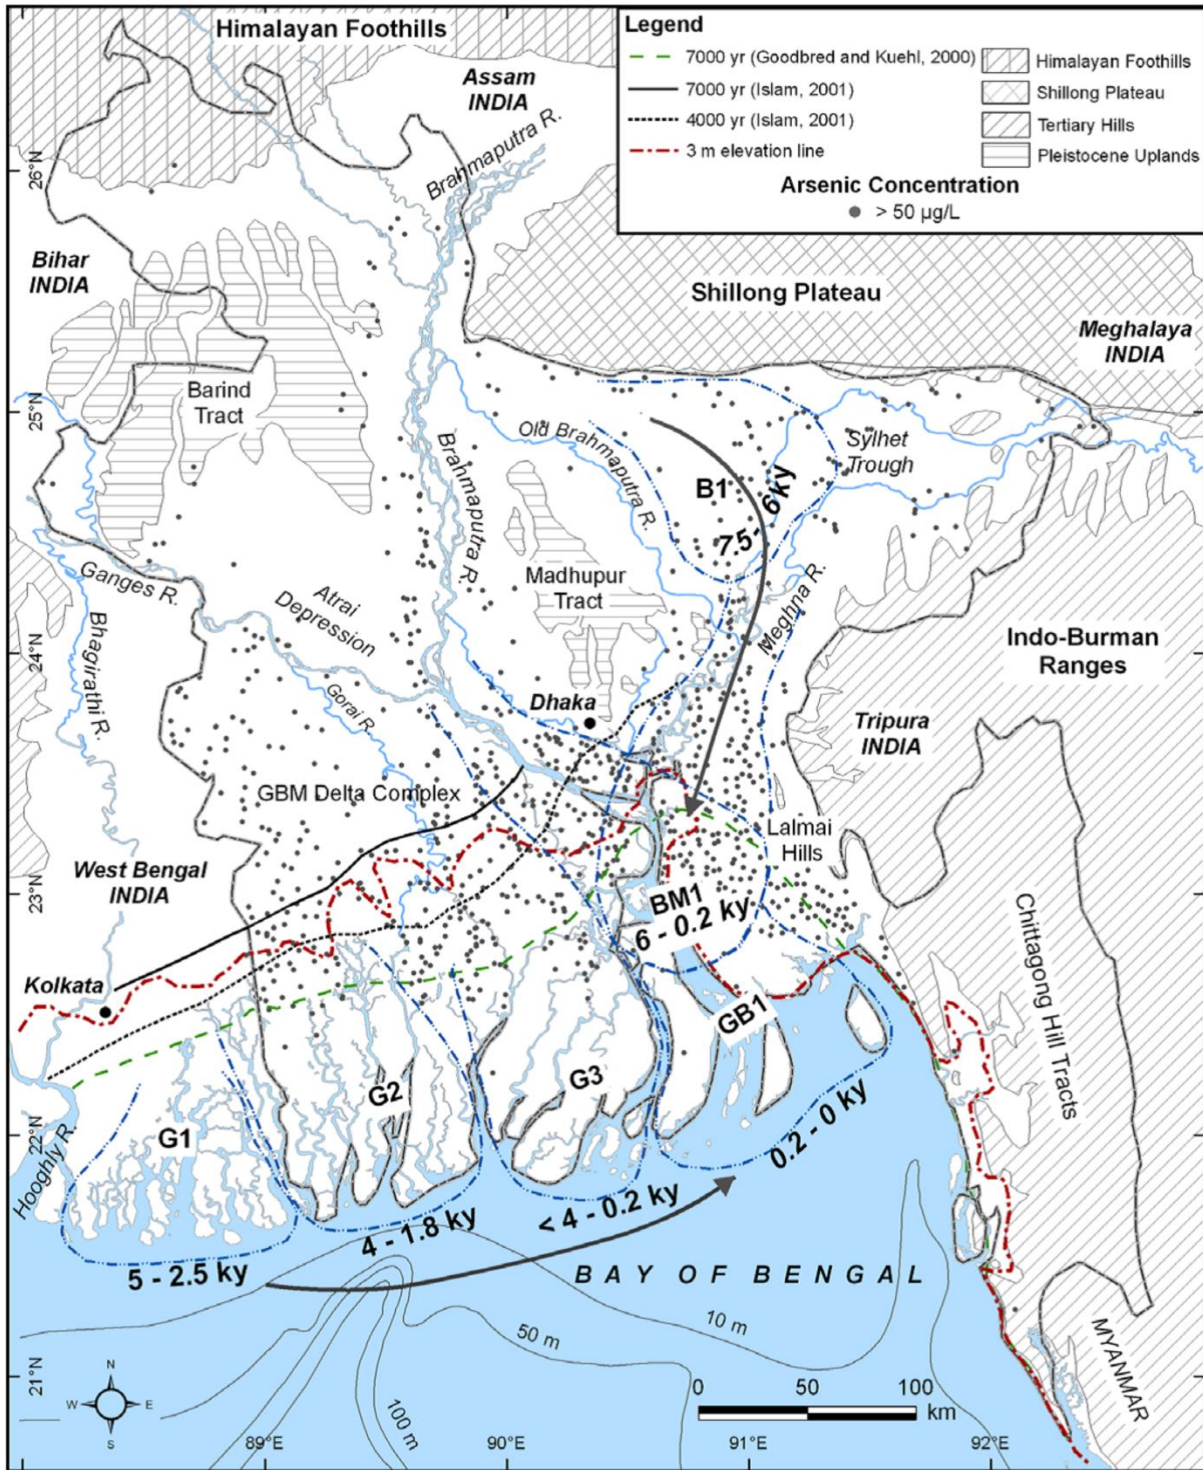 Himalayan Foothills
Assam
INDIA
Brahmaputra R.
Legend
7000 yr (Goodbred and Kuehl, 2000)
7000 yr (Islam, 2001)
4000 yr (Islam, 2001)
3 m elevation line
Himalayan Foothills
Shillong Plateau
Tertiary Hills
Pleistocene Uplands
Arsenic Concentration
> 50 µg/L
26°N
Bihar
INDIA
Shillong Plateau
Meghalaya
INDIA
Barind
Tract
25°N
Brahmaputra R.
Old Brahmaputra R.
Sylhet
Trough
B1
7.5 - 6 ky
Ganges R.
Bhagirathi R.
Atrai
Depression
Madhupur
Tract
Meghna R.
24°N
Gorai R.
Dhaka
Indo-Burman
Ranges
Tripura
INDIA
GBM Delta Complex
Lalmai
Hills
West Bengal
INDIA
23°N
BM1
6 - 0.2 ky
Chittagong Hill Tracts
Kolkata
GB1
G2
G3
G1
22°N
Hooghly R.
0.2 - 0 ky
< 4 - 0.2 ky
4 - 1.8 ky
5 - 2.5 ky
BAY OF BENGAL
10 m
50 m
100 m
MYANMAR
21°N
N
W
E
S
0
50
100
km
89°E
90°E
91°E
92°E